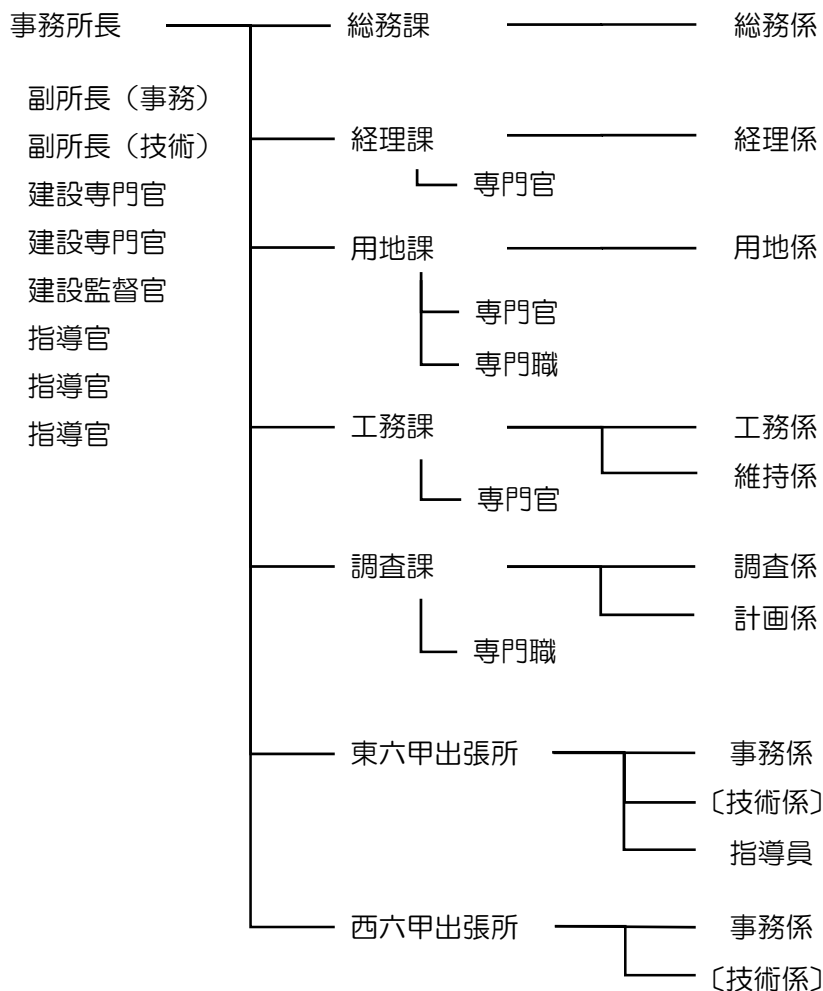 事務所長 総務課 総務係
副所長（事務）
副所長（技術） 経理課 経理係
建設専門官 専門官
建設専門官 用地課 用地係
建設監督官 専門官
指導官 専門職
指導官
指導官 工務課 工務係
維持係
専門官
調査課 調査係
計画係
専門職
東六甲出張所 事務係
〔技術係〕
指導員
西六甲出張所 事務係
〔技術係〕